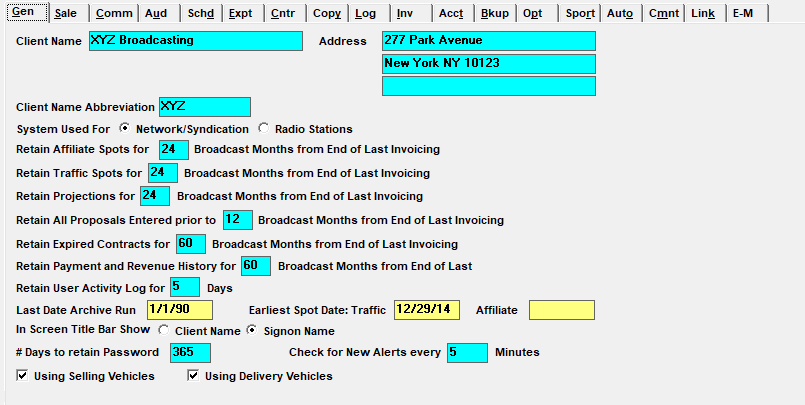 Gen Sale Comm Aud Schd Expt Cntr Copy Log Inv Acct Bkup Opt Sport Auto Cmnt Link E-M
Client Name XYZ Broadcasting Address 277 Park Avenue
New York NY 10123
Client Name Abbreviation XYZ
System Used For Network/Syndication Radio Stations
Retain Affiliate Spots for 24 Broadcast Months from End of Last Invoicing
Retain Traffic Spots for 24 Broadcast Months from End of Last Invoicing
Retain Projections for 24 Broadcast Months from End of Last Invoicing
Retain All Proposals Entered prior to 12 Broadcast Months from End of Last Invoicing
Retain Expired Contracts for 60 Broadcast Months from End of Last Invoicing
Retain Payment and Revenue History for 60 Broadcast Months from End of Last
Retain User Activity Log for 5 Days
Last Date Archive Run 1/1/90 Earliest Spot Date: Traffic 12/29/14 Affiliate
In Screen Title Bar Show Client Name Signon Name
# Days to retain Password 365 Check for New Alerts every 5 Minutes
Using Selling Vehicles Using Delivery Vehicles